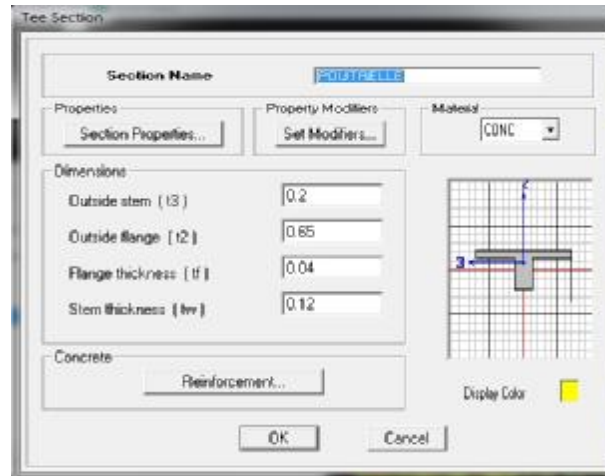 Tee Section
Section Name POUTRELLE
Properties
Section Properties...
Property Modifiers
Set Modifiers...
Material
CONC
Dimensions
Outside stem ( t3 ) 0.2
Outside flange ( t2 ) 0.65
Flange thickness ( tf ) 0.04
Stem thickness ( tw ) 0.12
2
3
Concrete
Reinforcement...
Display Color
OK Cancel